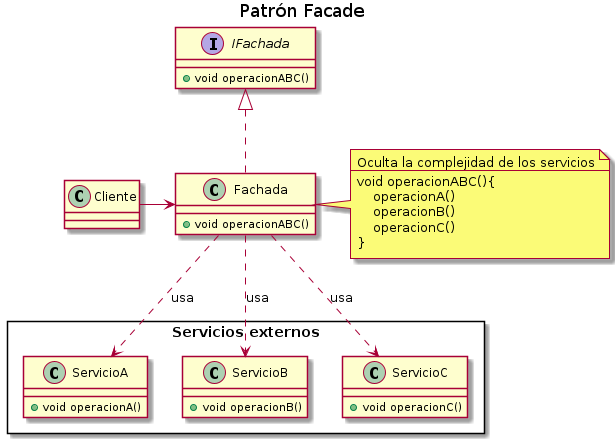 Patrón Facade
I IFachada
void operacionABC()
C Cliente
C Fachada
void operacionABC()
Oculta la complejidad de los servicios
void operacionABC(){
operacionA()
operacionB()
operacionC()
}
usa
usa
usa
Servicios externos
C ServicioA
void operacionA()
C ServicioB
void operacionB()
C ServicioC
void operacionC()